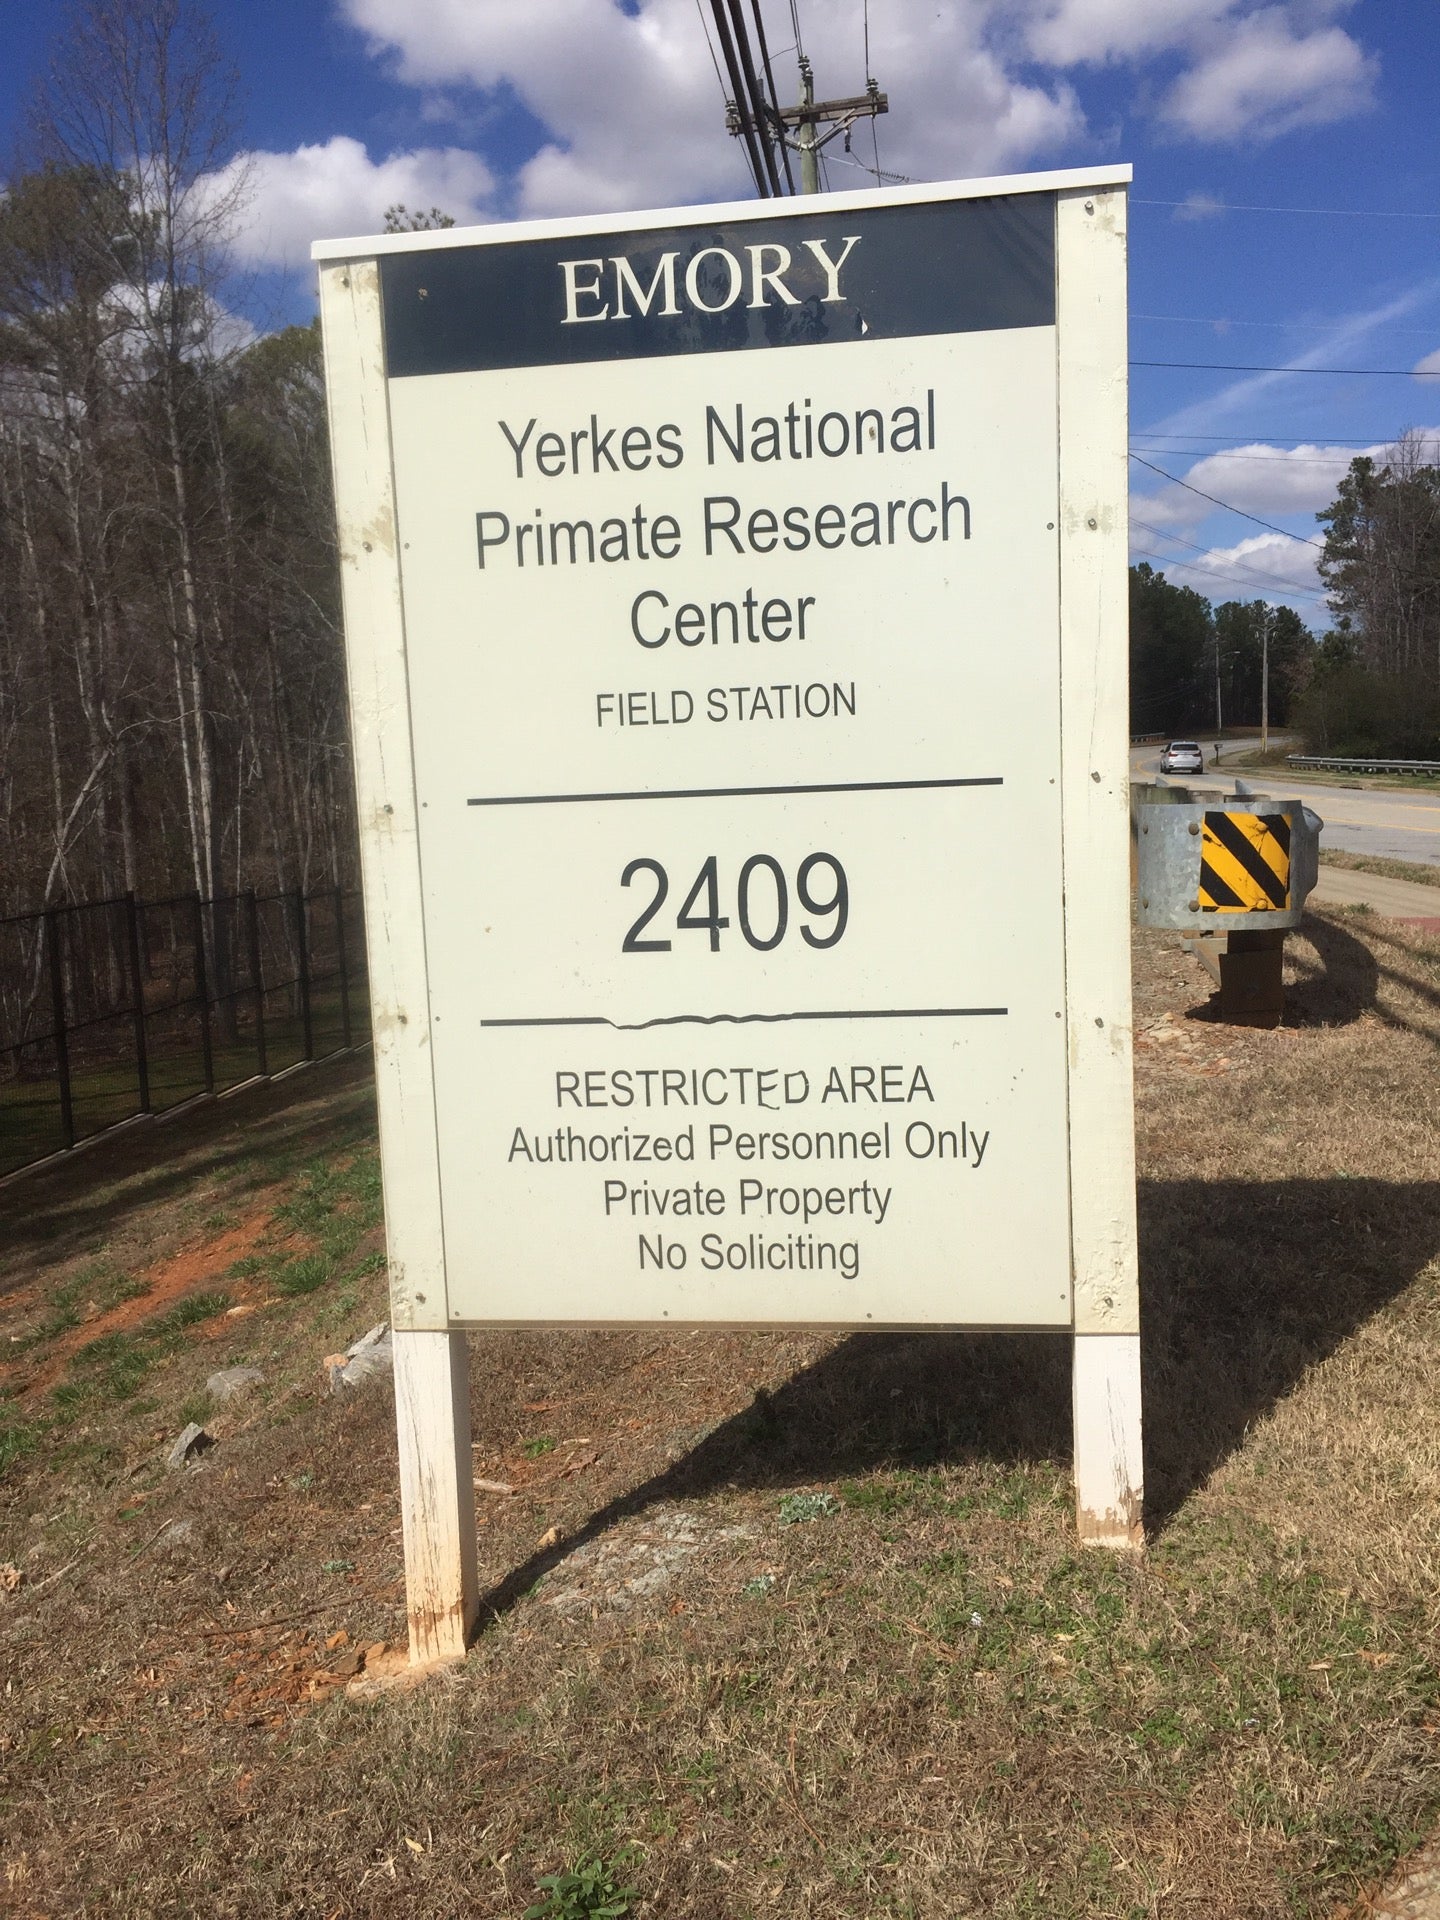 EMORY
Yerkes National
Primate Research
Center
FIELD STATION
2409
RESTRICTED AREA
Authorized Personnel Only
Private Property
No Soliciting